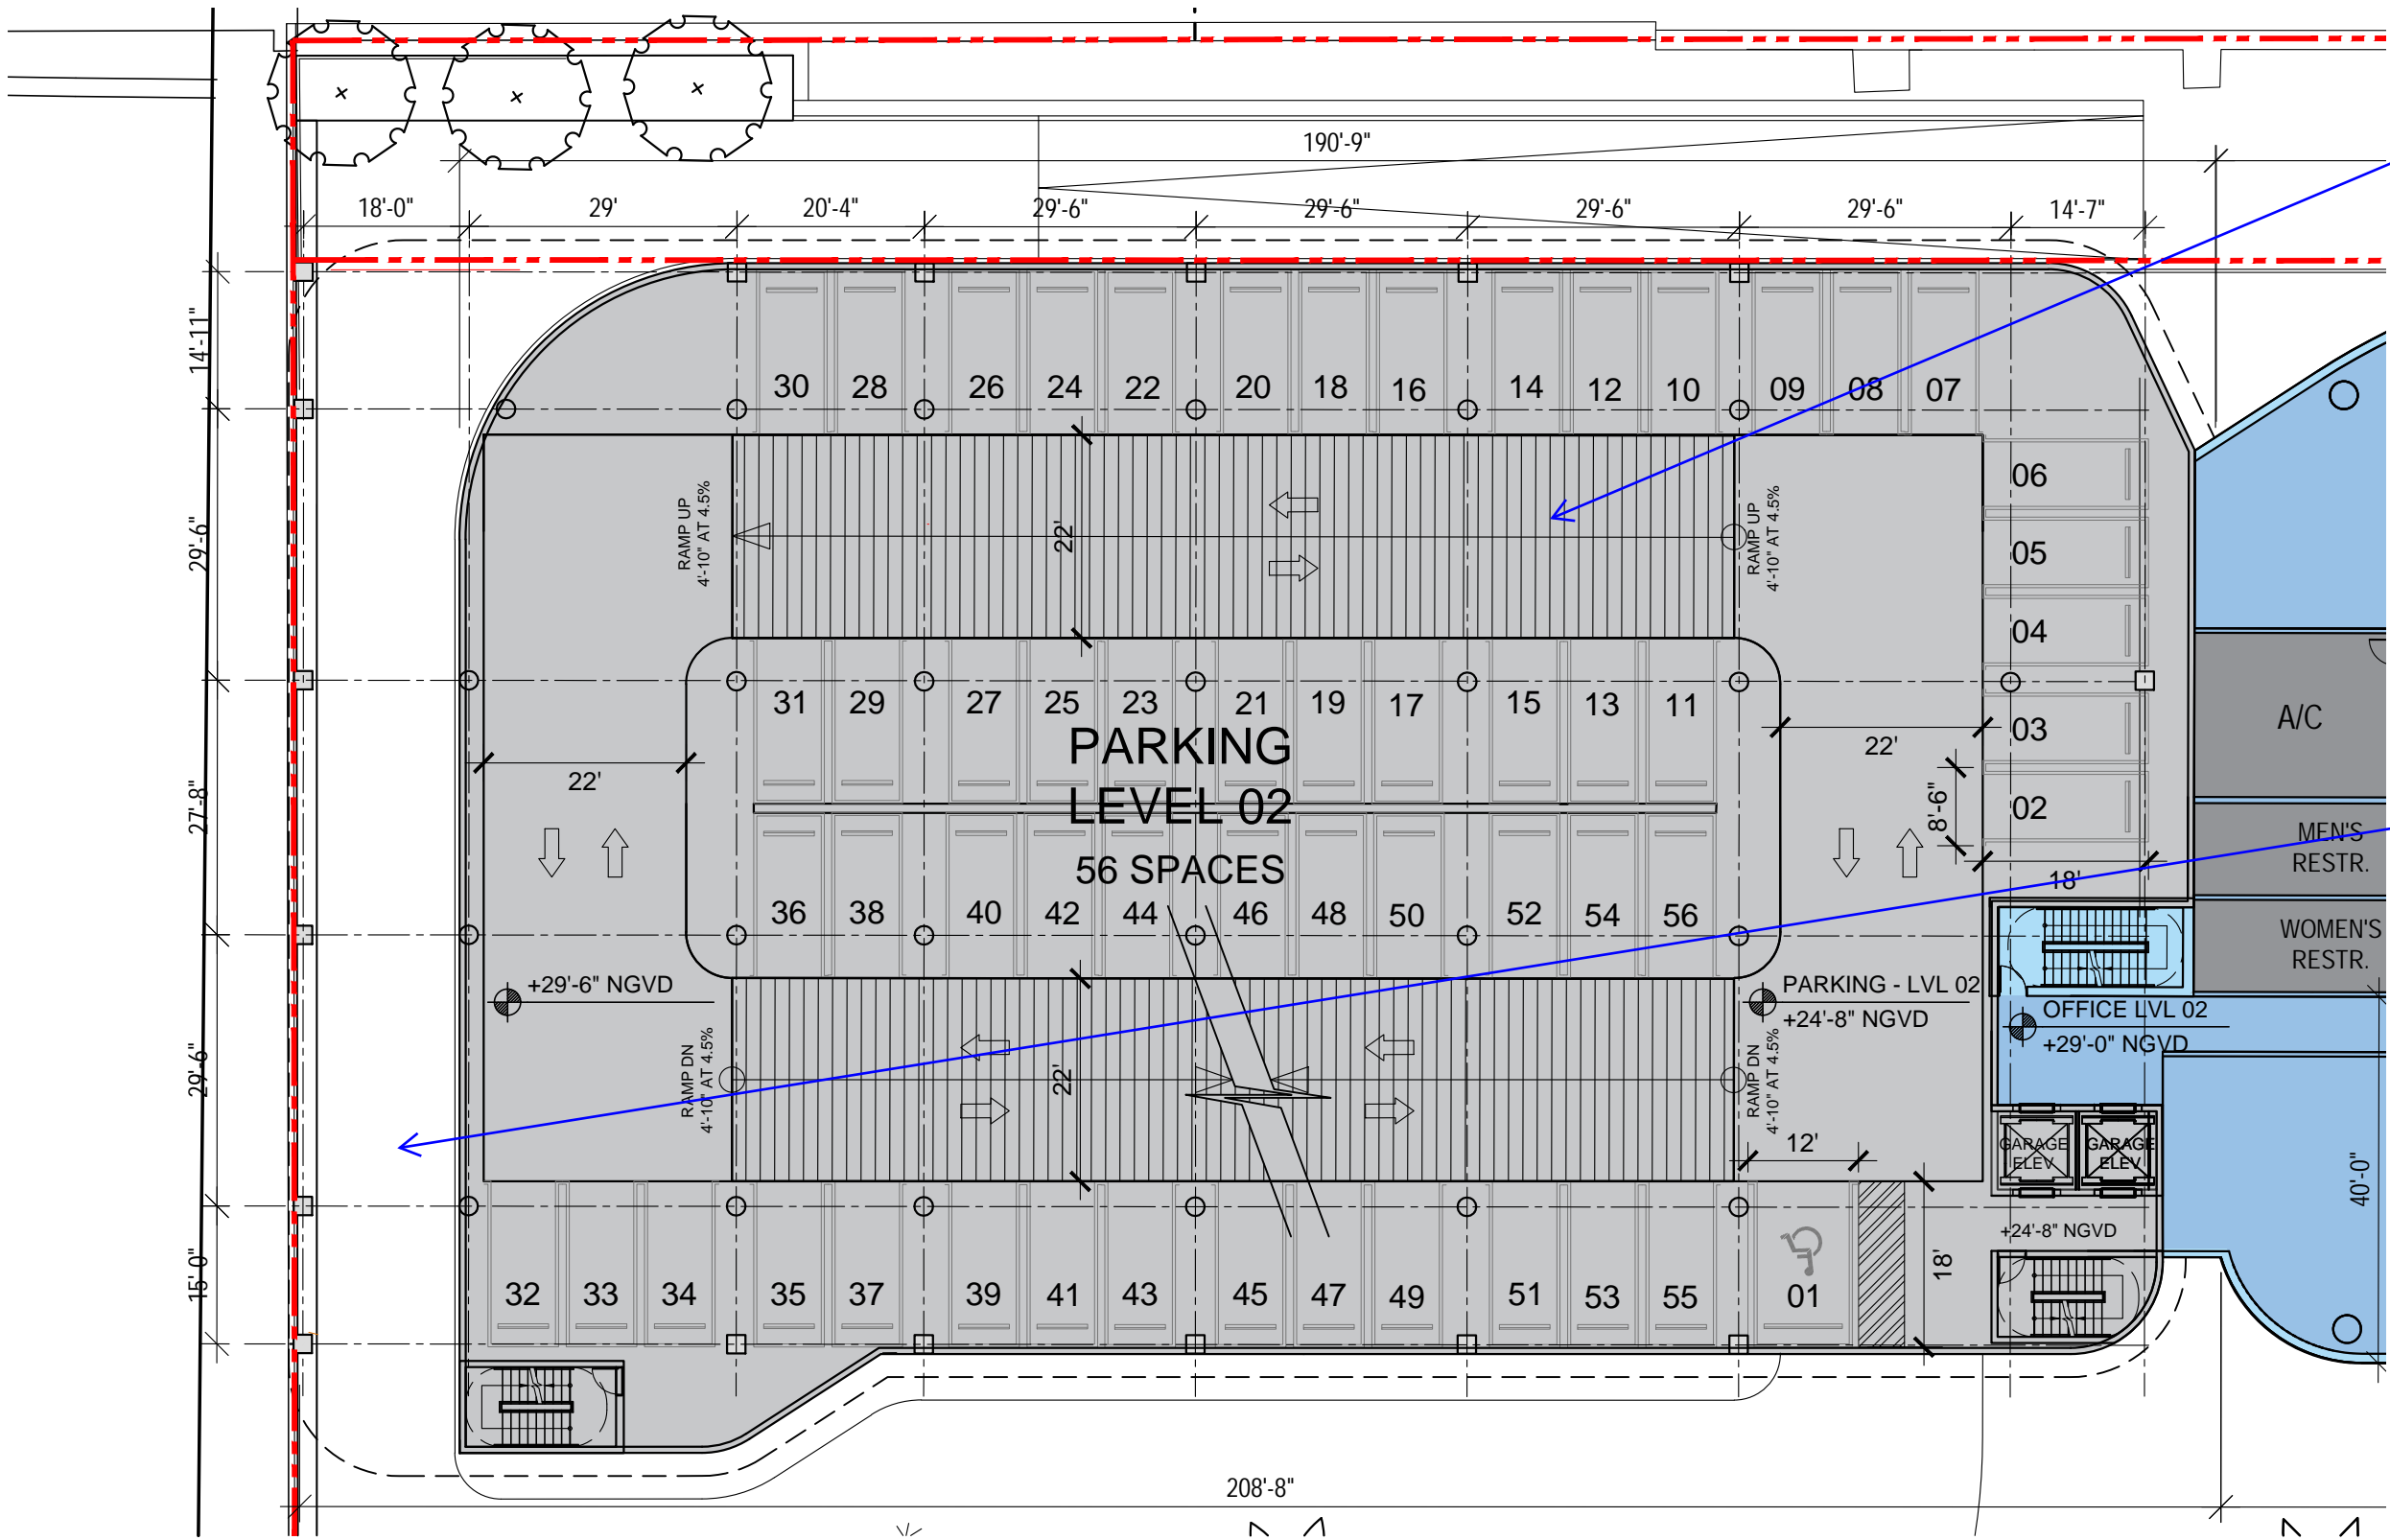 190'-9"
18'-0"
29'
20'-4"
29'-6"
29'-6"
29'-6"
29'-6"
14'-7"
14'-11"
29'-6"
27'-8"
29'-6"
15'-0"
30 28 26 24 22 20 18 16 14 12 10 09 08 07
06
05
04
03
02
RAMP UP
4'-10" AT 4.5%
22'
RAMP UP
4'-10" AT 4.5%
31 29 27 25 23 21 19 17 15 13 11
PARKING
LEVEL 02
56 SPACES
22'
22'
8'-6"
18'
A/C
MEN'S
RESTR.
WOMEN'S
RESTR.
36 38 40 42 44 46 48 50 52 54 56
+29'-6" NGVD
PARKING - LVL 02
+24'-8" NGVD
OFFICE LVL 02
+29'-0" NGVD
RAMP DN
4'-10" AT 4.5%
22'
RAMP DN
4'-10" AT 4.5%
12'
GARAGE
ELEV
GARAGE
ELEV
40'-0"
+24'-8" NGVD
18'
32 33 34 35 37 39 41 43 45 47 49 51 53 55 01
208'-8"